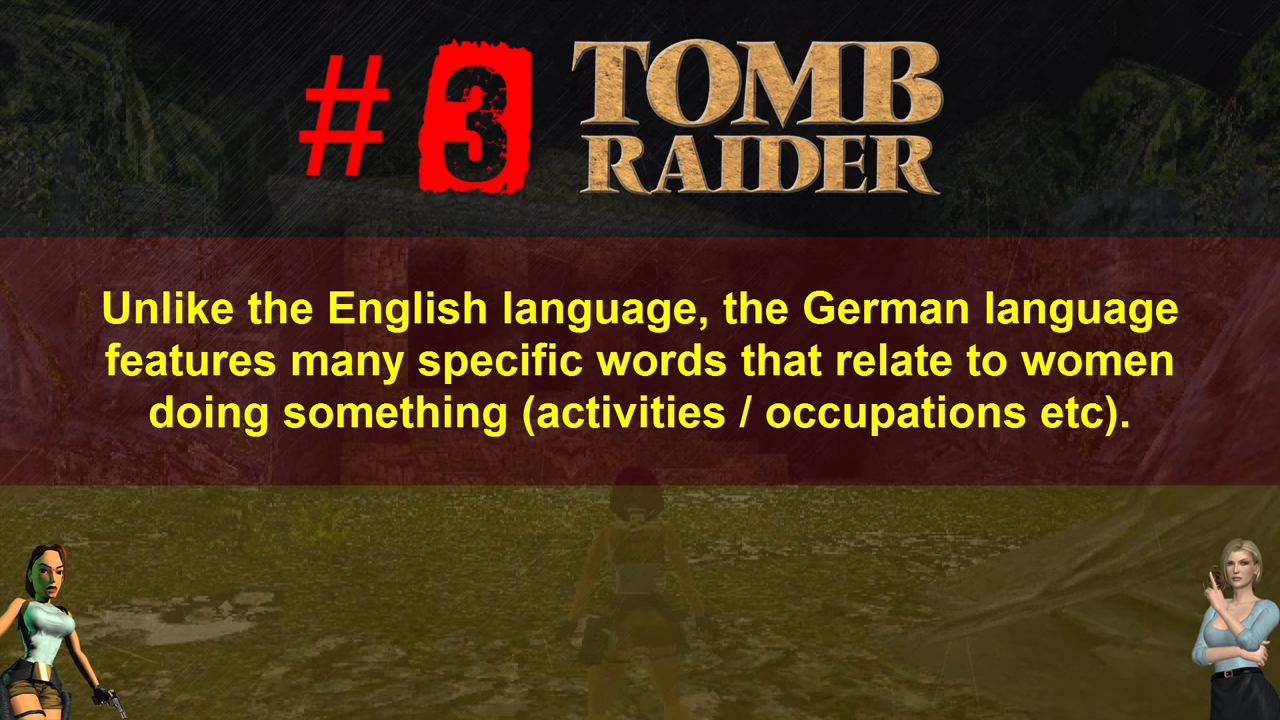 # 3 TOMB
RAIDER
Unlike the English language, the German language
features many specific words that relate to women
doing something (activities / occupations etc).